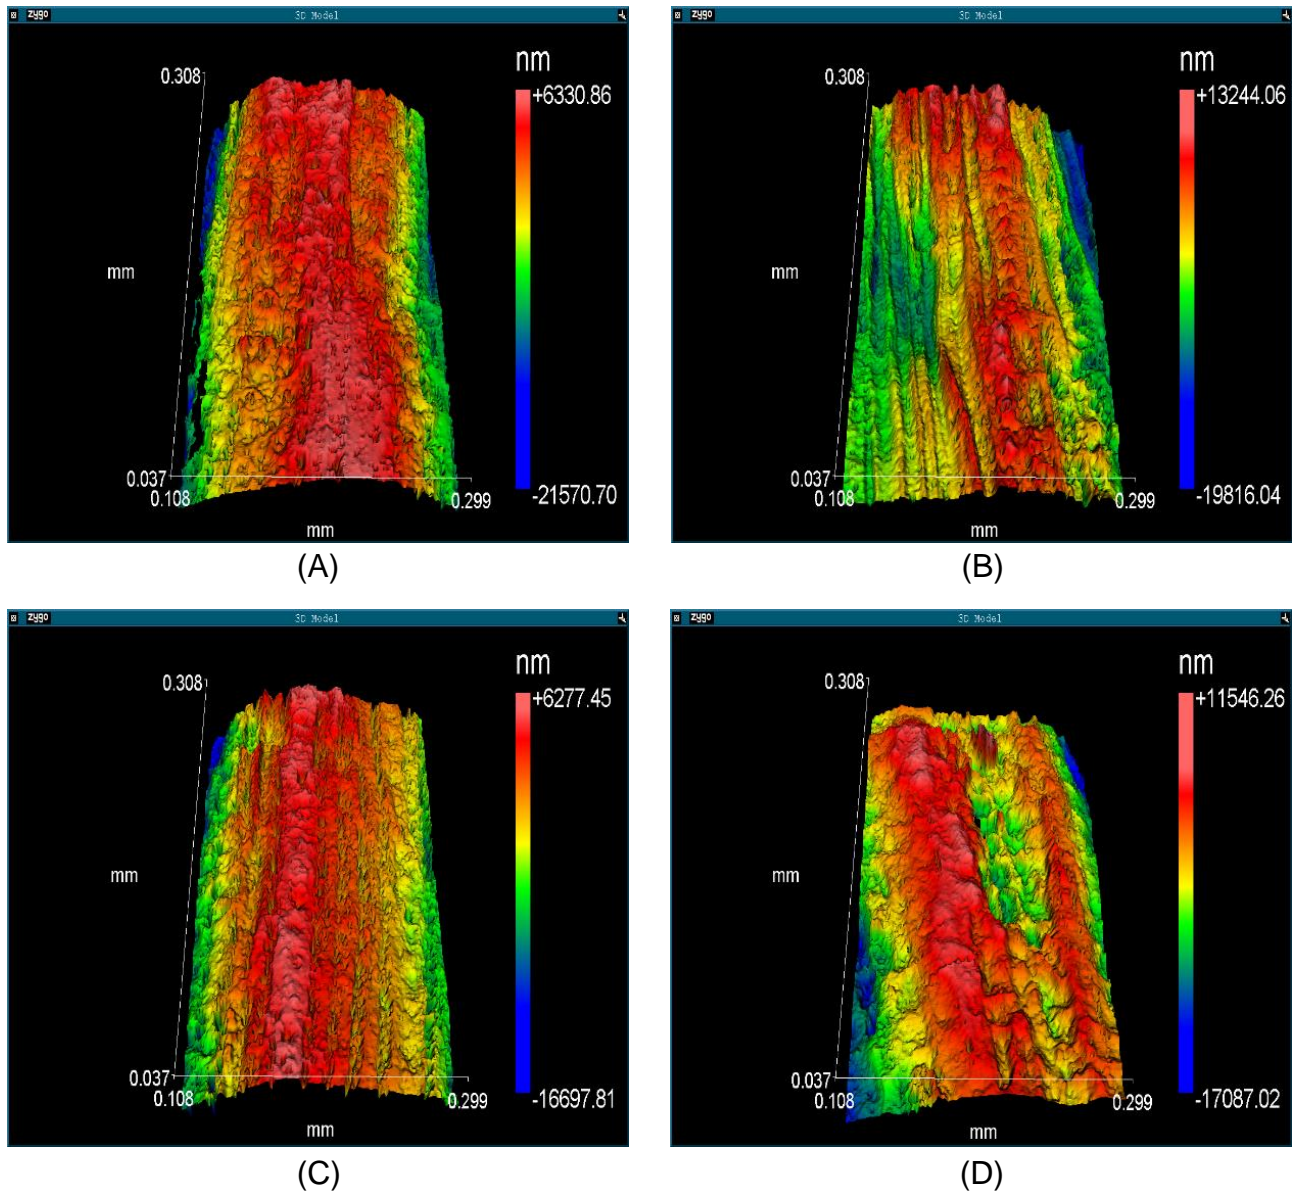 zygo 3D Model
nm
0.308
+6330.86
mm
0.037
0.108
0.299
-21570.70
mm
(A)
zygo 3D Model
nm
0.308
+13244.06
mm
0.037
0.108
0.299
-19816.04
mm
(B)
zygo 3D Model
nm
0.308
+6277.45
mm
0.037
0.108
0.299
-16697.81
mm
(C)
zygo 3D Model
nm
0.308
+11546.26
mm
0.037
0.108
0.299
-17087.02
mm
(D)